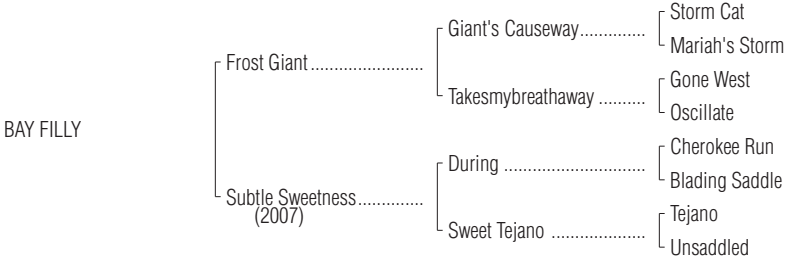 Storm Cat
Giant's Causeway..............
Mariah's Storm
Frost Giant........................
Gone West
Takesmybreathaway ..........
Oscillate
BAY FILLY
Cherokee Run
During ..............................
Blading Saddle
Subtle Sweetness..............
(2007)
Tejano
Sweet Tejano ....................
Unsaddled